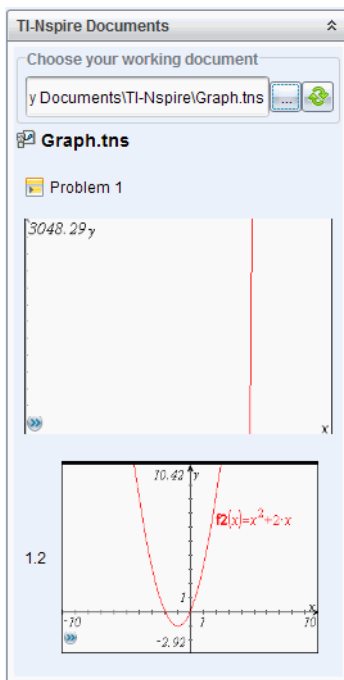 TI-Nspire Documents
Choose your working document
y Documents\TI-Nspire\Graph.tns ...
Graph.tns
Problem 1
3048.29 y
x
1.2
10.42 y
f2(x)=x²+2·x
1
x
-10 1 10
-2.92